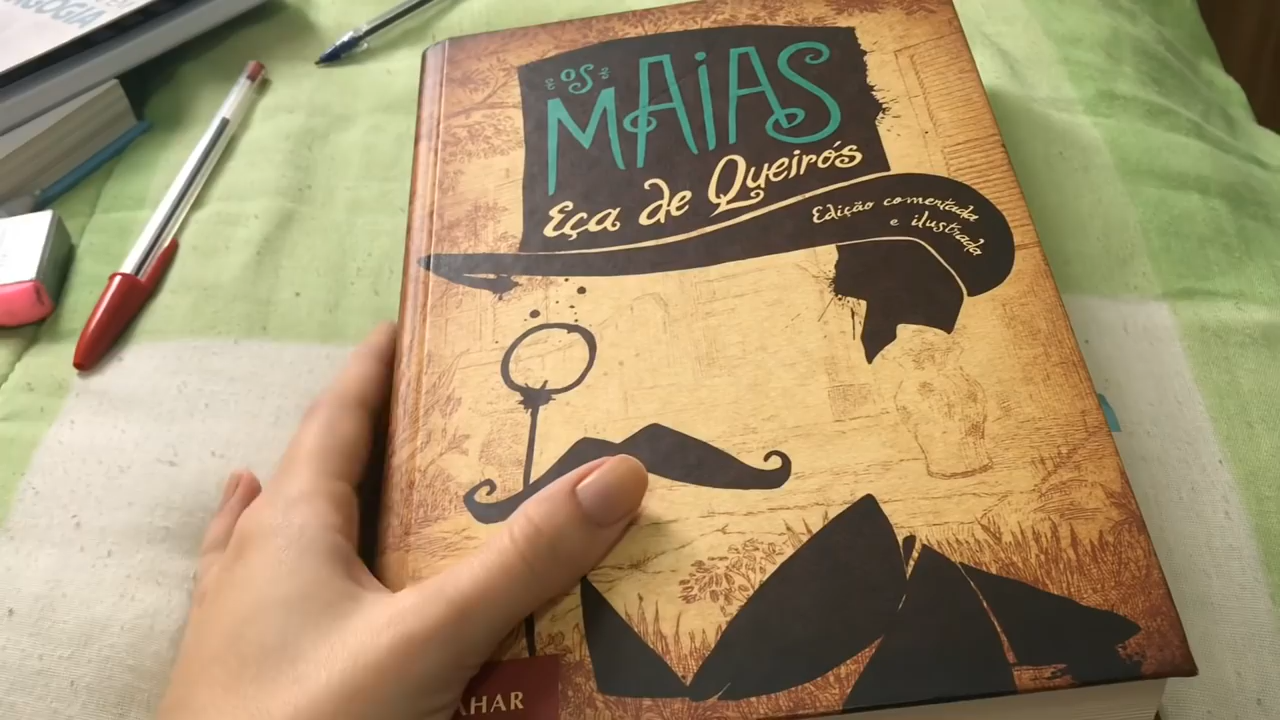 OS
MAiAS
Eça de Queirós
Edição comentada
e ilustrada
AHAR